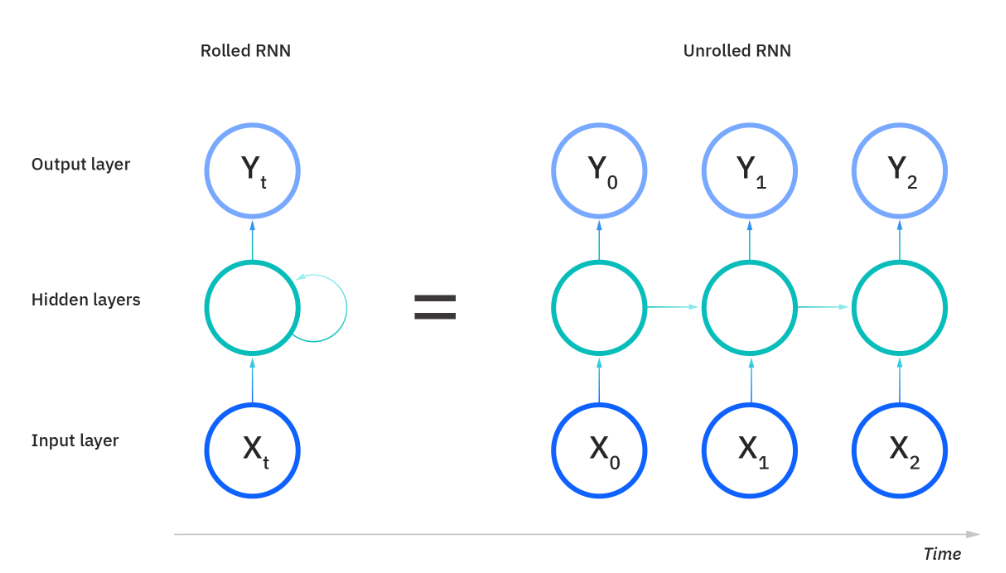 Rolled RNN
Unrolled RNN
Output layer
Yt
Y0
Y1
Y2
Hidden layers
=
Input layer
Xt
X0
X1
X2
Time